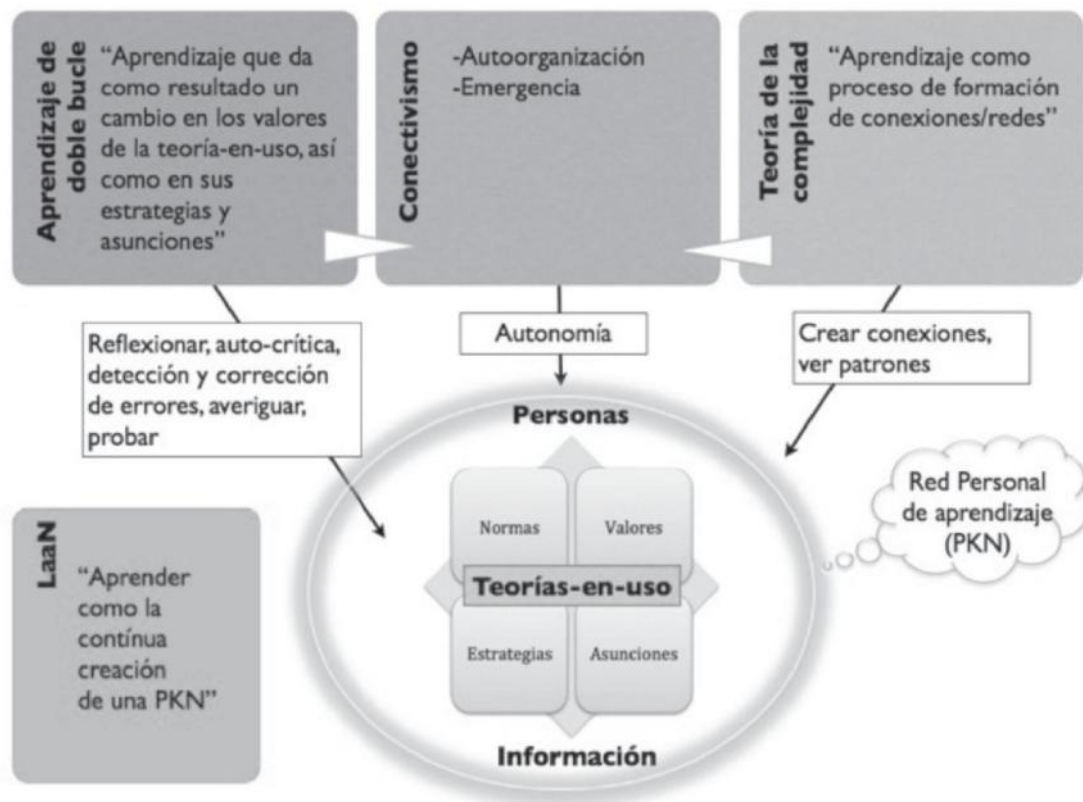 Aprendizaje de
doble bucle
“Aprendizaje que da
como resultado un
cambio en los valores
de la teoría-en-uso, así
como en sus
estrategias y
asunciones”
Conectivismo
-Autoorganización
-Emergencia
Teoría de la
complejidad
“Aprendizaje como
proceso de formación
de conexiones/redes”
Reflexionar, auto-crítica,
detección y corrección
de errores, averiguar,
probar
Autonomía
Crear conexiones,
ver patrones
Personas
Normas
Valores
Teorías-en-uso
Estrategias
Asunciones
Información
Red Personal
de aprendizaje
(PKN)
LaaN
“Aprender
como la
contínua
creación
de una PKN”